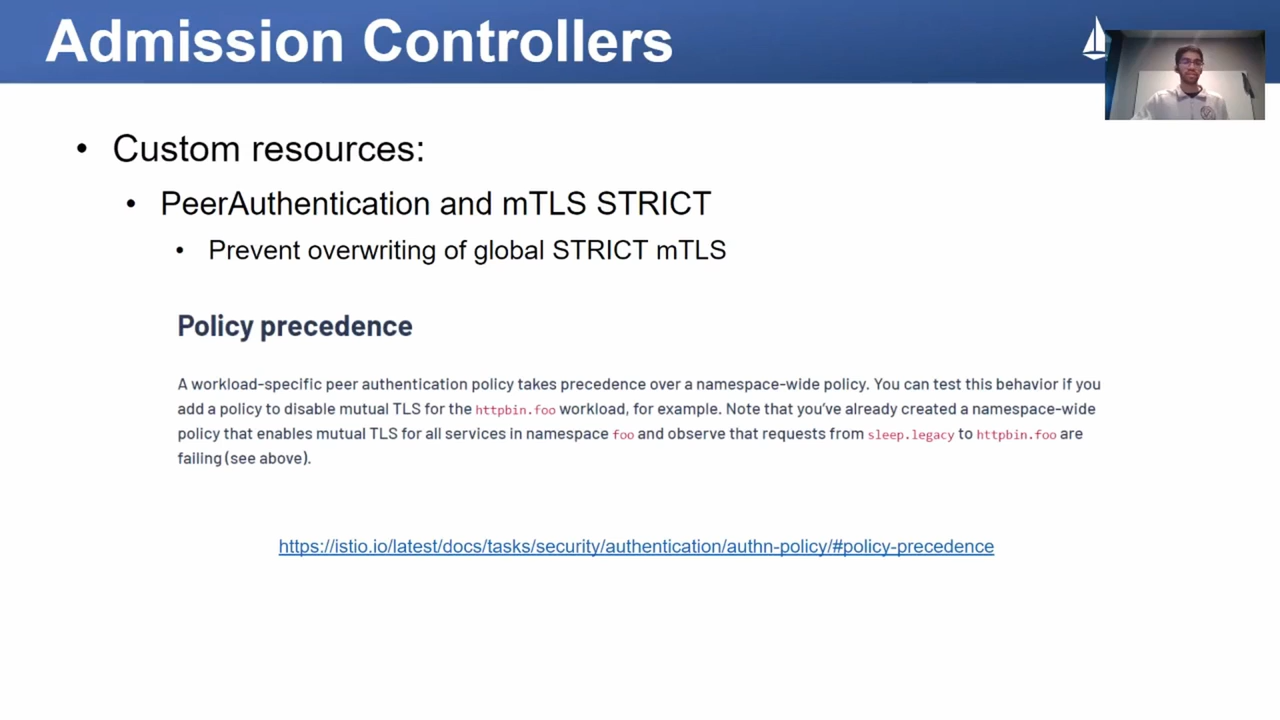 Admission Controllers
• Custom resources:
• PeerAuthentication and mTLS STRICT
• Prevent overwriting of global STRICT mTLS
Policy precedence
A workload-specific peer authentication policy takes precedence over a namespace-wide policy. You can test this behavior if you
add a policy to disable mutual TLS for the httpbin.foo workload, for example. Note that you've already created a namespace-wide
policy that enables mutual TLS for all services in namespace foo and observe that requests from sleep.legacy to httpbin.foo are
failing (see above).
https://istio.io/latest/docs/tasks/security/authentication/authn-policy/#policy-precedence